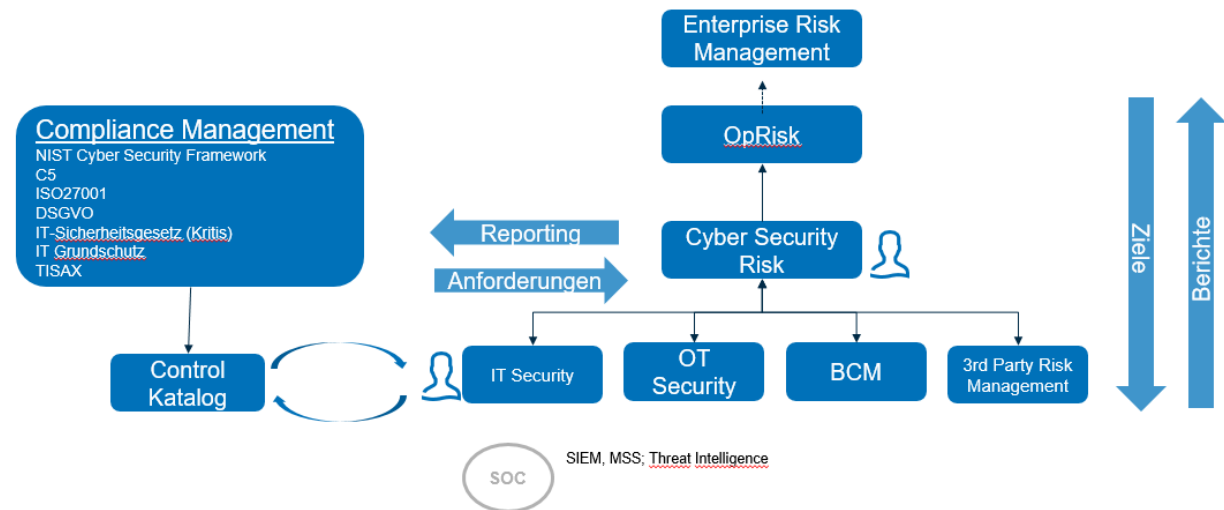 Enterprise Risk
Management
Compliance Management
NIST Cyber Security Framework
C5
ISO27001
DSGVO
IT-Sicherheitsgesetz (Kritis)
IT Grundschutz
TISAX
OpRisk
Reporting
Anforderungen
Cyber Security
Risk
Ziele
Berichte
Control
Katalog
IT Security
OT
Security
BCM
3rd Party Risk
Management
SOC
SIEM, MSS; Threat Intelligence